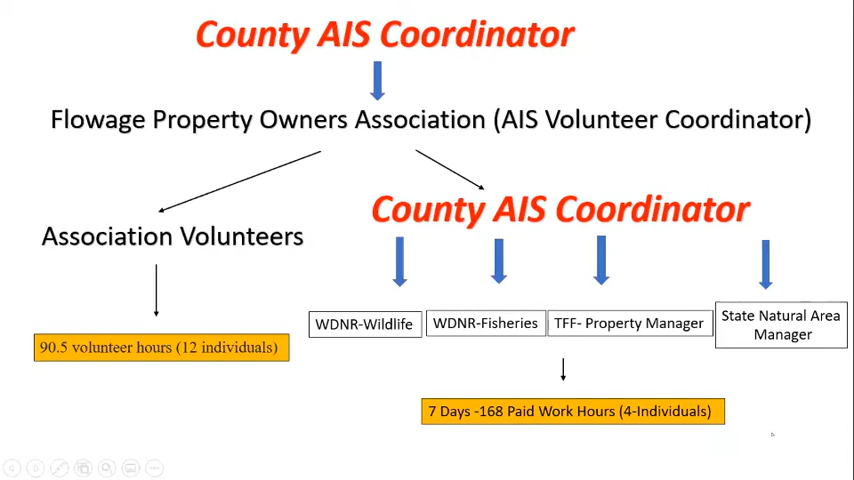 County AIS Coordinator
Flowage Property Owners Association (AIS Volunteer Coordinator)
County AIS Coordinator
Association Volunteers
WDNR-Wildlife
WDNR-Fisheries
TFF- Property Manager
State Natural Area
Manager
90.5 volunteer hours (12 individuals)
7 Days -168 Paid Work Hours (4-Individuals)